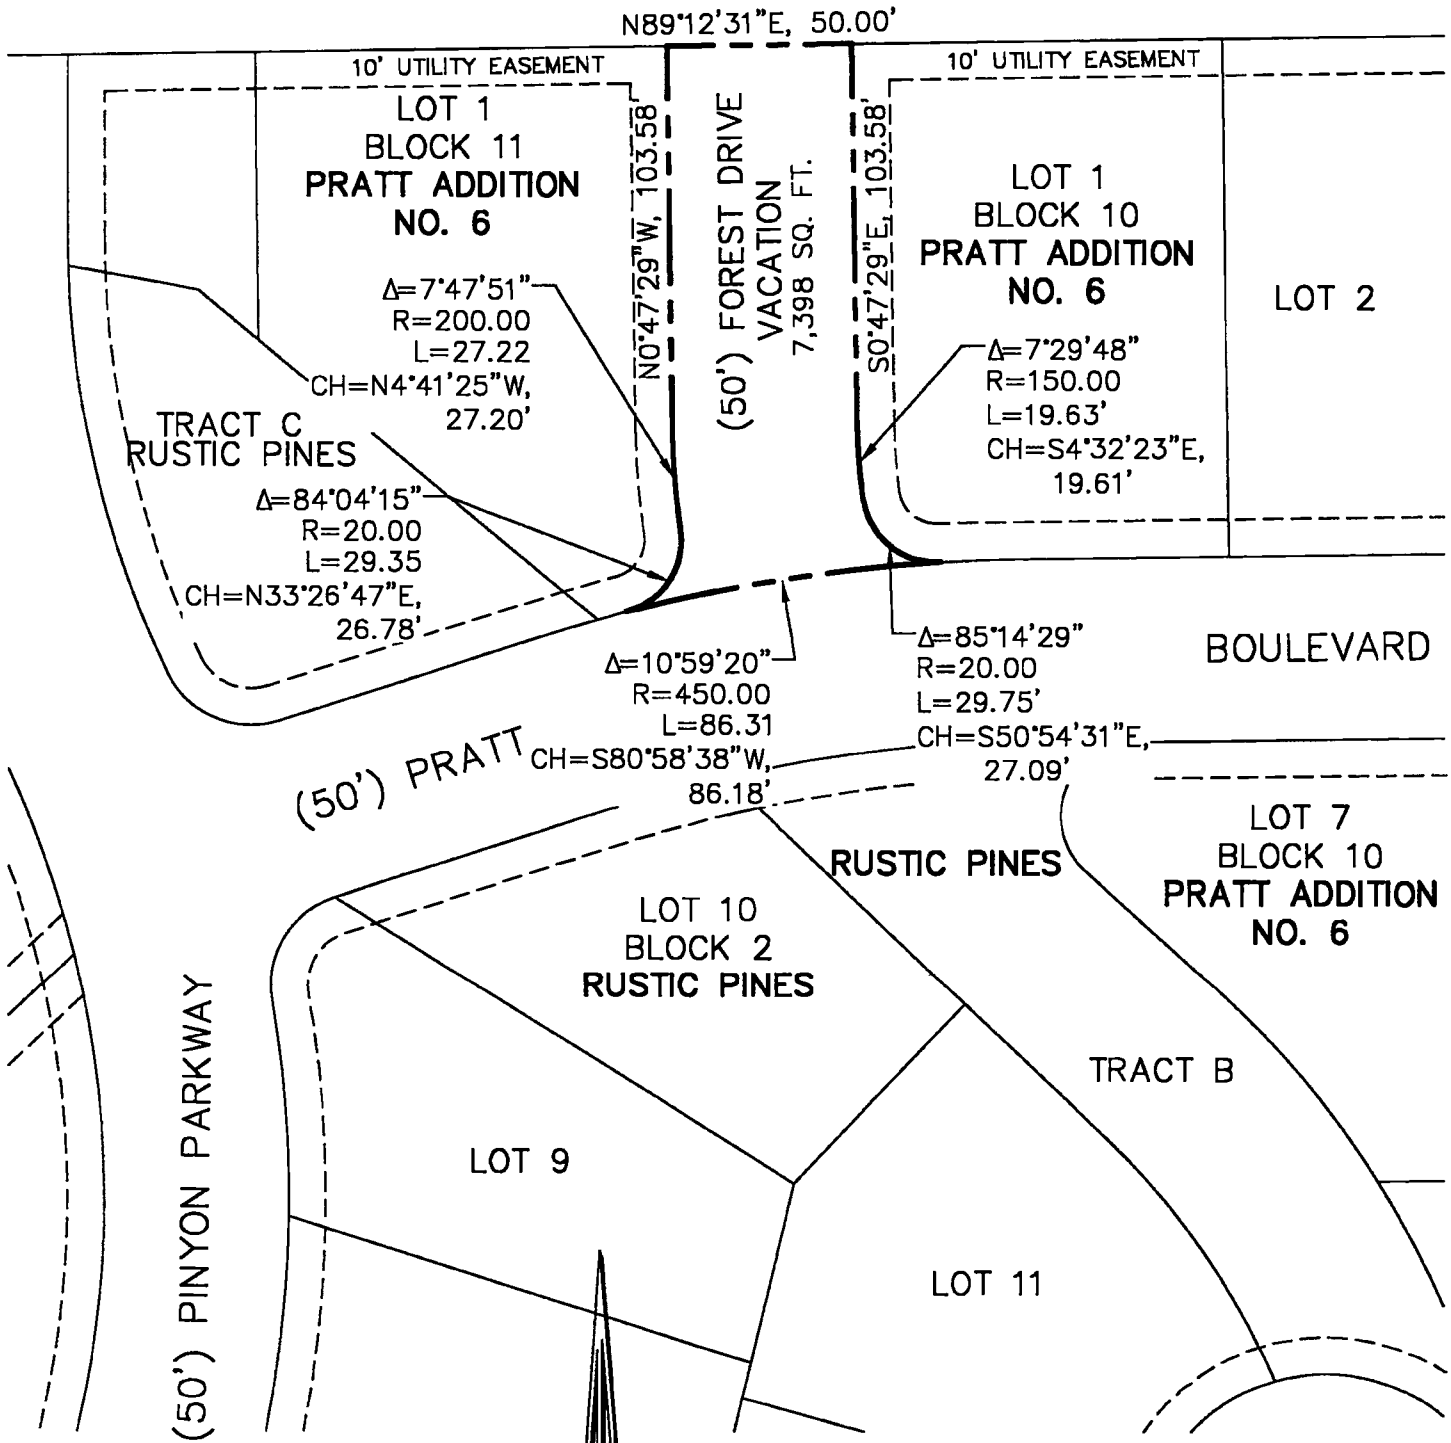 N89°12'31"E, 50.00'
10' UTILITY EASEMENT
10' UTILITY EASEMENT
LOT 1
BLOCK 11
PRATT ADDITION
NO. 6
N0°47'29"W, 103.58'
(50') FOREST DRIVE
VACATION
7,398 SQ. FT.
S0°47'29"E, 103.58'
LOT 1
BLOCK 10
PRATT ADDITION
NO. 6
LOT 2
Δ=7°47'51"
R=200.00
L=27.22
CH=N4°41'25"W,
27.20'
Δ=7°29'48"
R=150.00
L=19.63'
CH=S4°32'23"E,
19.61'
TRACT C
RUSTIC PINES
Δ=84°04'15"
R=20.00
L=29.35
CH=N33°26'47"E,
26.78'
Δ=10°59'20"
R=450.00
L=86.31
CH=S80°58'38"W,
86.18'
Δ=85°14'29"
R=20.00
L=29.75'
CH=S50°54'31"E,
27.09'
(50') PRATT
BOULEVARD
RUSTIC PINES
LOT 7
BLOCK 10
PRATT ADDITION
NO. 6
LOT 10
BLOCK 2
RUSTIC PINES
TRACT B
LOT 9
LOT 11
(50') PINYON PARKWAY